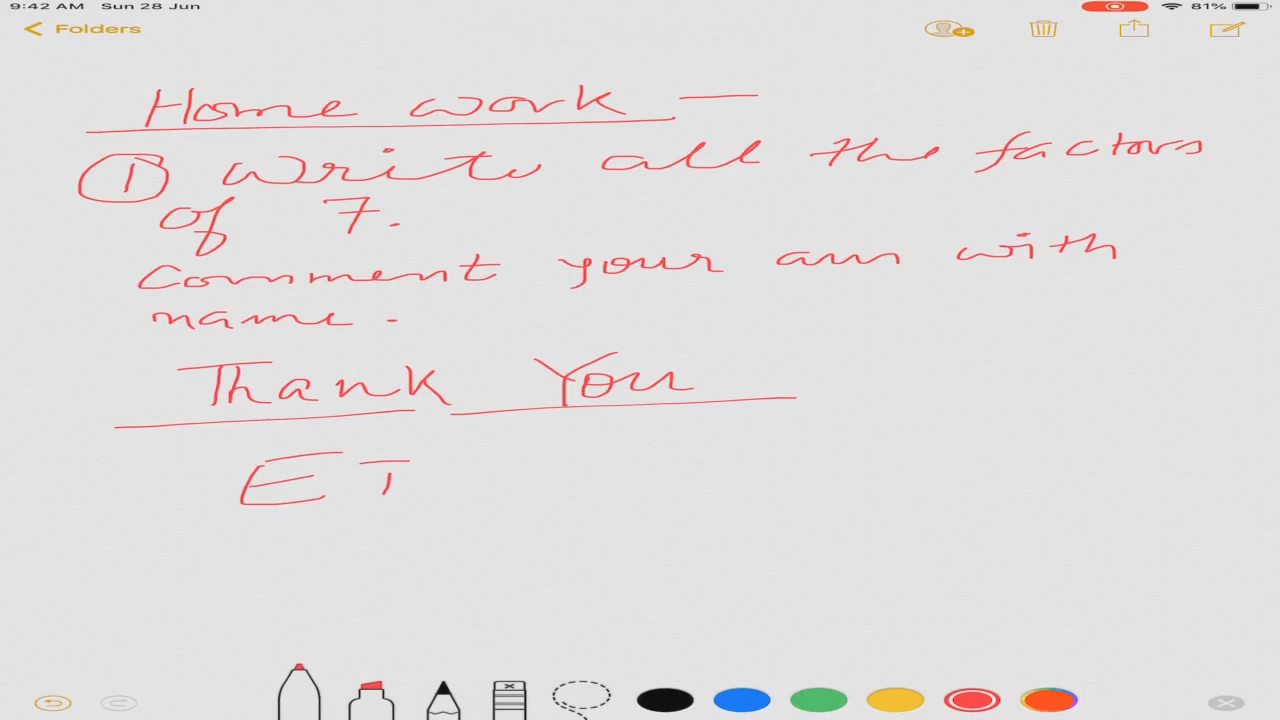 9:42 AM Sun 28 Jun
81%
Folders
Home work -
① Write all the factors
of 7.
Comment your ans with
name.
Thank You
ET